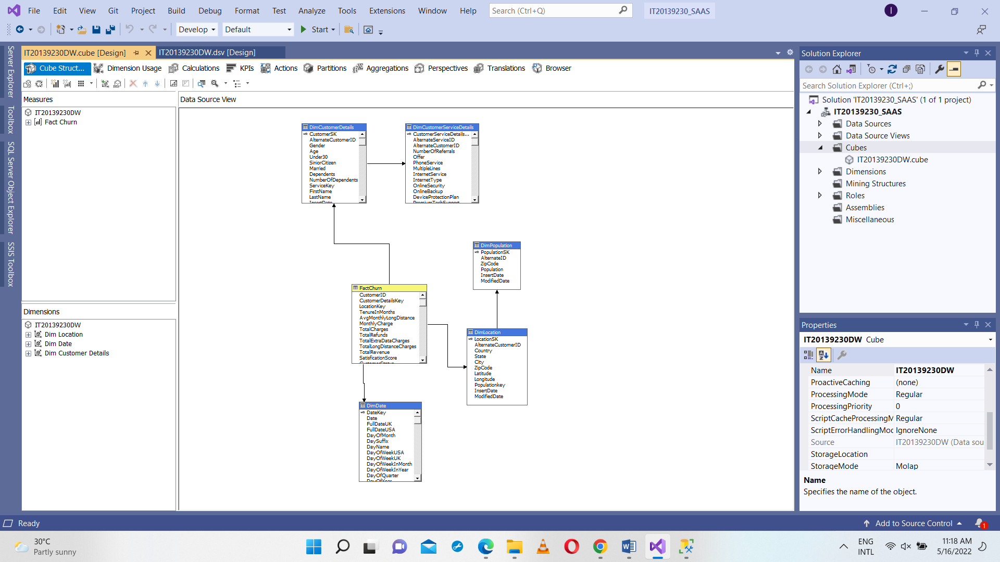 File Edit View Git Project Build Debug Format Test Analyze Tools Extensions Window Help Search (Ctrl+Q) IT20139230_SAAS I
Develop Default Start
Server Explorer
Toolbox
SQL Server Object Explorer
SSIS Toolbox
IT20139230DW.cube [Design] IT20139230DW.dsv [Design]
Cube Struct... Dimension Usage Calculations KPIs Actions Partitions Aggregations Perspectives Translations Browser
Measures
IT20139230DW
Fact Churn
Dimensions
IT20139230DW
Dim Location
Dim Date
Dim Customer Details
Data Source View
DimCustomerDetails
CustomerSK
AlternateCustomerID
Gender
Age
Under30
SiniorCitizen
Married
Dependents
NumberOfDependents
ServiceKey
FirstName
LastName
InsertDate
DimCustomerServiceDetails
CustomerServiceDetails...
AlternateServiceID
AlternateCustomerID
NumberOfReferrals
Offer
PhoneService
MultipleLines
InternetService
InternetType
OnlineSecurity
OnlineBackup
DeviceProtectionPlan
PremiumTechSupport
DimPopulation
PopulationSK
AlternateID
ZipCode
Population
InsertDate
ModifiedDate
FactChurn
CustomerID
CustomerDetailsKey
LocationKey
TenureInMonths
AvgMonthlyLongDistance
MonthlyCharge
TotalCharges
TotalRefunds
TotalExtraDataCharges
TotalLongDistanceCharges
TotalRevenue
SatisficationScore
CustomerStatus
DimLocation
LocationSK
AlternateCustomerID
Country
State
City
ZipCode
Latitude
Longitude
Populationkey
InsertDate
ModifiedDate
DimDate
DateKey
Date
FullDateUK
FullDateUSA
DayOfMonth
DaySuffix
DayName
DayOfWeekUSA
DayOfWeekUK
DayOfWeekInMonth
DayOfWeekInYear
DayOfQuarter
DayOfYear
Solution Explorer
Search Solution Explorer (Ctrl+;)
Solution 'IT20139230_SAAS' (1 of 1 project)
IT20139230_SAAS
Data Sources
Data Source Views
Cubes
IT20139230DW.cube
Dimensions
Mining Structures
Roles
Assemblies
Miscellaneous
Properties
IT20139230DW Cube
Name IT20139230DW
ProactiveCaching (none)
ProcessingMode Regular
ProcessingPriority 0
ScriptCacheProcessingM Regular
ScriptErrorHandlingMoc IgnoreNone
Source IT20139230DW (Data sou
StorageLocation
StorageMode Molap
Name
Specifies the name of the object.
Ready Add to Source Control 1
30°C
Partly sunny
ENG
INTL
11:18 AM
5/16/2022